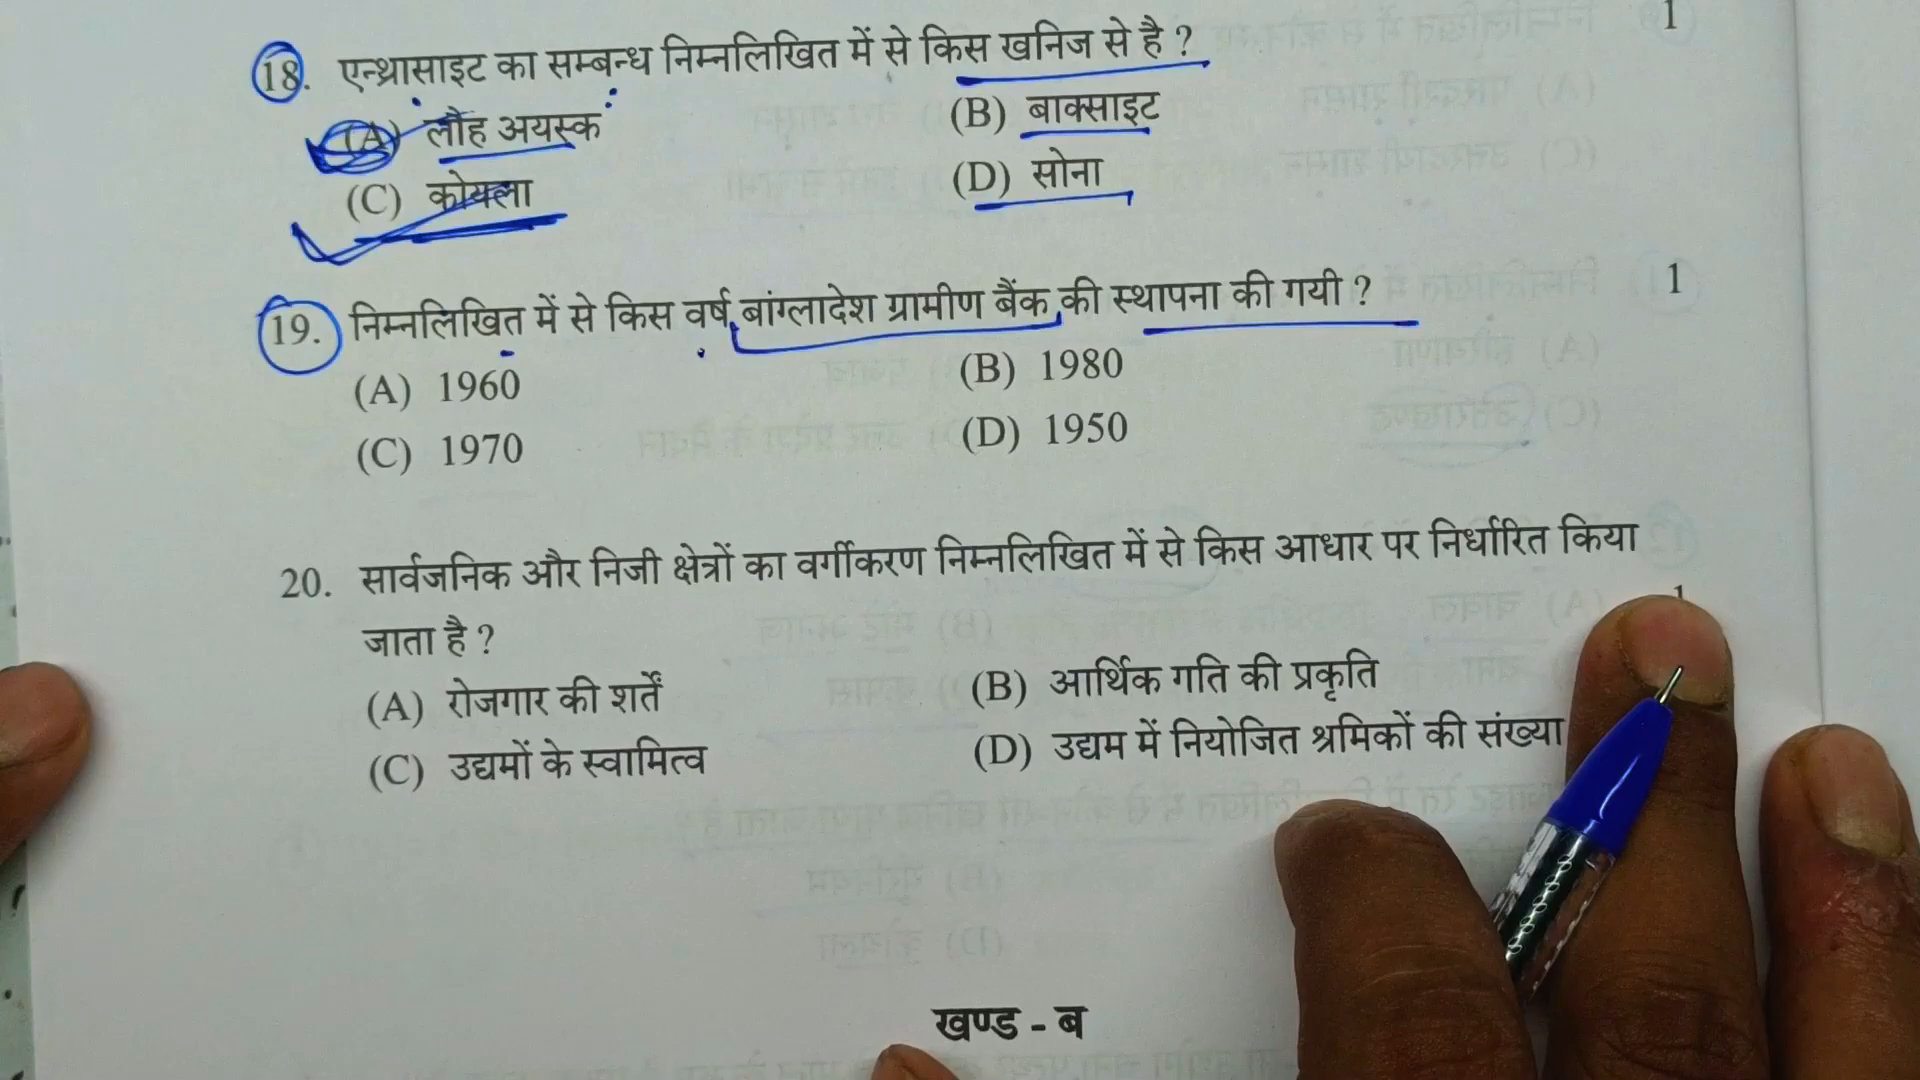 1
18. एन्थ्रासाइट का सम्बन्ध निम्नलिखित में से किस खनिज से है ?
(A) लौह अयस्क (B) बाक्साइट
(C) कोयला (D) सोना
19. निम्नलिखित में से किस वर्ष बांग्लादेश ग्रामीण बैंक की स्थापना की गयी ? 1
(A) 1960 (B) 1980
(C) 1970 (D) 1950
20. सार्वजनिक और निजी क्षेत्रों का वर्गीकरण निम्नलिखित में से किस आधार पर निर्धारित किया
जाता है ?
(A) रोजगार की शर्तें (B) आर्थिक गति की प्रकृति
(C) उद्यमों के स्वामित्व (D) उद्यम में नियोजित श्रमिकों की संख्या
खण्ड - ब